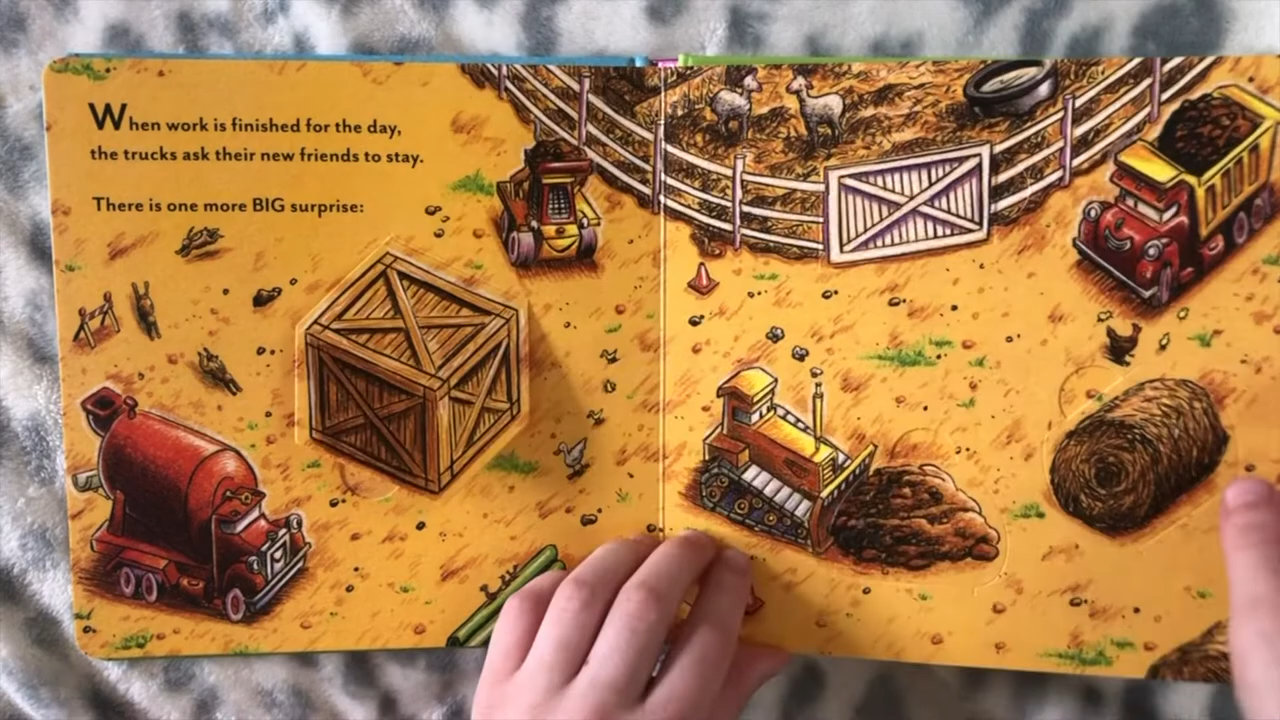 When work is finished for the day,
the trucks ask their new friends to stay.
There is one more BIG surprise: